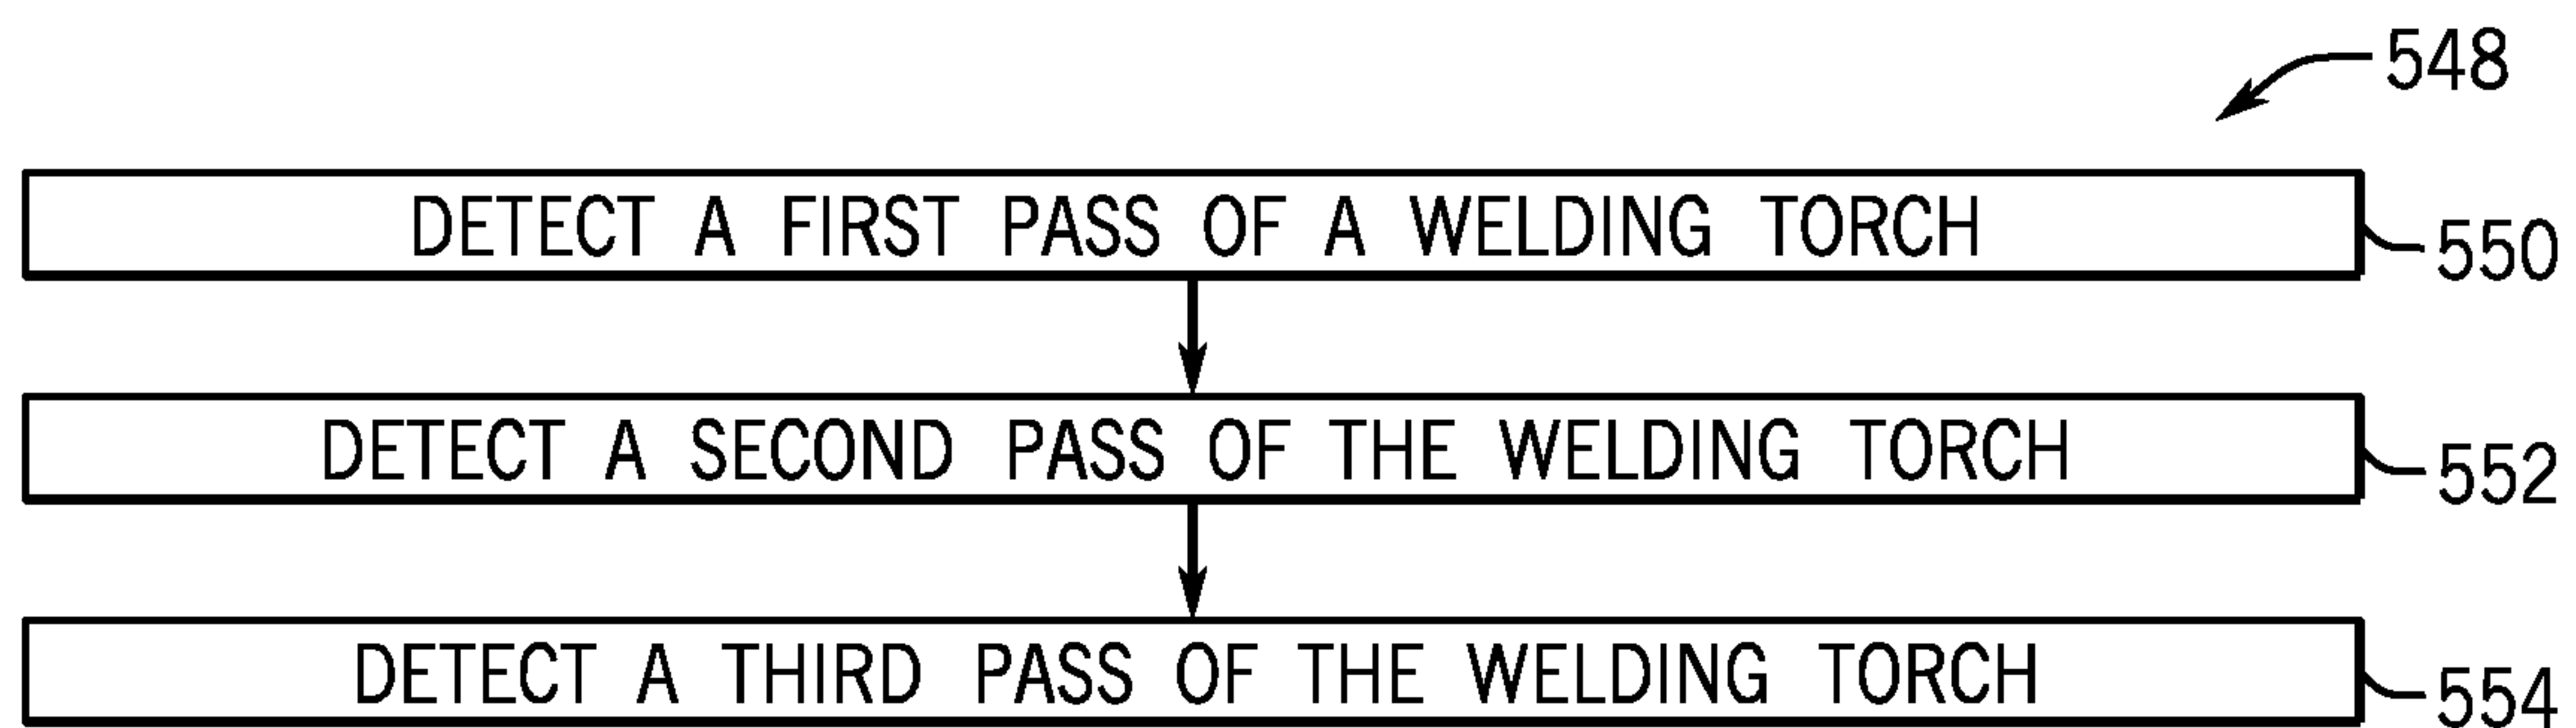 548
DETECT A FIRST PASS OF A WELDING TORCH
550
DETECT A SECOND PASS OF THE WELDING TORCH
552
DETECT A THIRD PASS OF THE WELDING TORCH
554